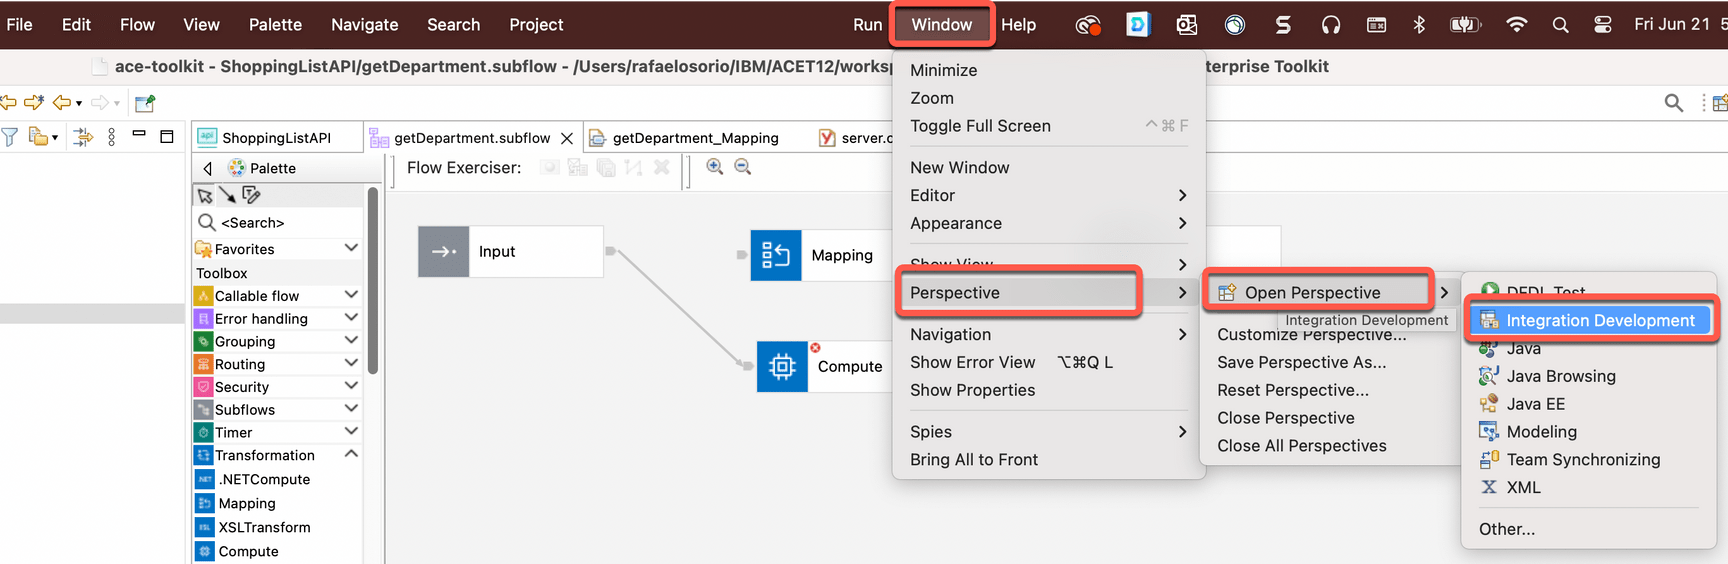 File Edit Flow View Palette Navigate Search Project Run Window Help Fri Jun 21 5
ace-toolkit - ShoppingListAPI/getDepartment.subflow - /Users/rafaelosorio/IBM/ACET12/worksp terprise Toolkit
ShoppingListAPI getDepartment.subflow getDepartment_Mapping server.c
Palette Flow Exerciser:
<Search>
Favorites
Toolbox
Callable flow
Error handling
Grouping
Routing
Security
Subflows
Timer
Transformation
.NETCompute
Mapping
XSLTransform
Compute
Input
Mapping
Compute
Minimize
Zoom
Toggle Full Screen ^⌘F
New Window
Editor
Appearance
Show View
Perspective
Navigation
Show Error View ⌥⌘Q L
Show Properties
Spies
Bring All to Front
Open Perspective
Integration Development
Customize Perspective...
Save Perspective As...
Reset Perspective...
Close Perspective
Close All Perspectives
DFDL Test
Integration Development
Java
Java Browsing
Java EE
Modeling
Team Synchronizing
XML
Other...